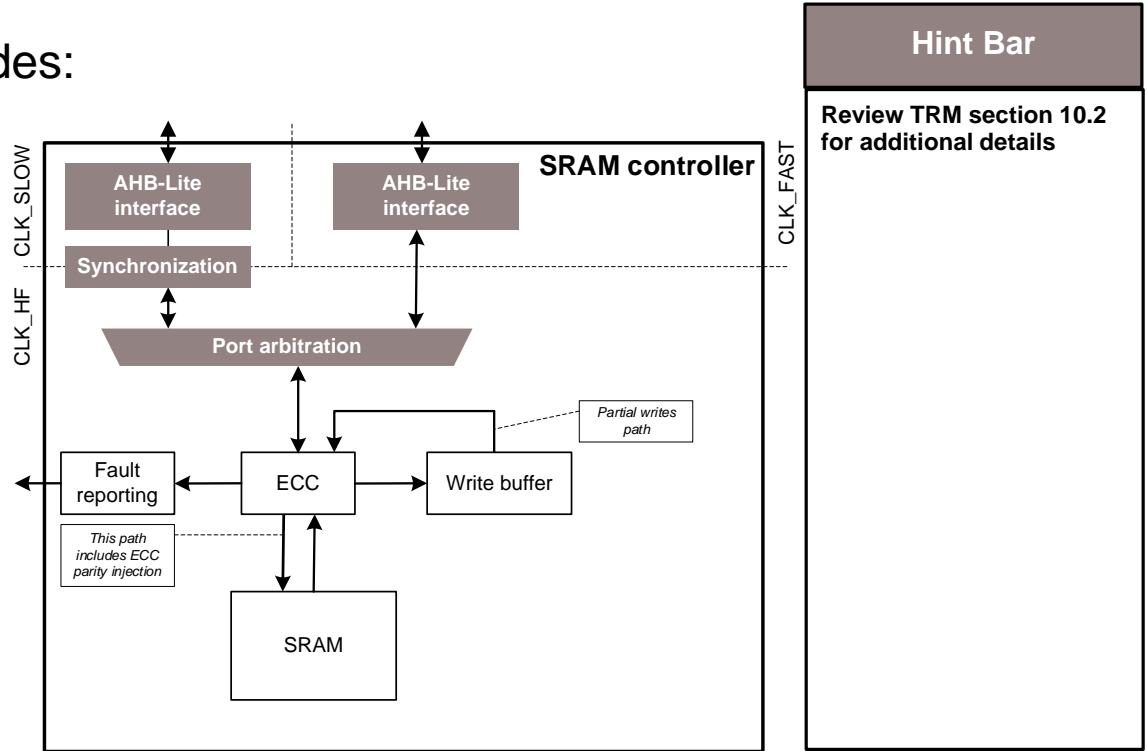 des:
Hint Bar
Review TRM section 10.2
for additional details
SRAM controller
CLK_SLOW
CLK_FAST
CLK_HF
AHB-Lite
interface
AHB-Lite
interface
Synchronization
Port arbitration
Partial writes
path
Fault
reporting
ECC
Write buffer
This path
includes ECC
parity injection
SRAM